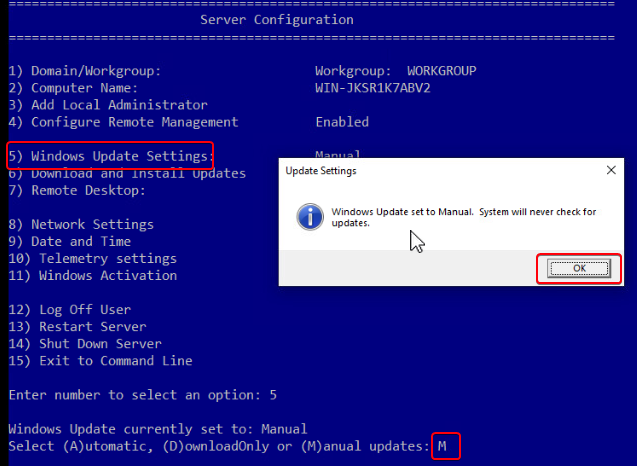 ===============================================================================
Server Configuration
===============================================================================
1) Domain/Workgroup: Workgroup: WORKGROUP
2) Computer Name: WIN-JKSR1K7ABV2
3) Add Local Administrator
4) Configure Remote Management Enabled
5) Windows Update Settings: Manual
6) Download and Install Updates
7) Remote Desktop:
Update Settings
Windows Update set to Manual. System will never check for
updates.
OK
8) Network Settings
9) Date and Time
10) Telemetry settings
11) Windows Activation
12) Log Off User
13) Restart Server
14) Shut Down Server
15) Exit to Command Line
Enter number to select an option: 5
Windows Update currently set to: Manual
Select (A)utomatic, (D)ownloadOnly or (M)anual updates: M